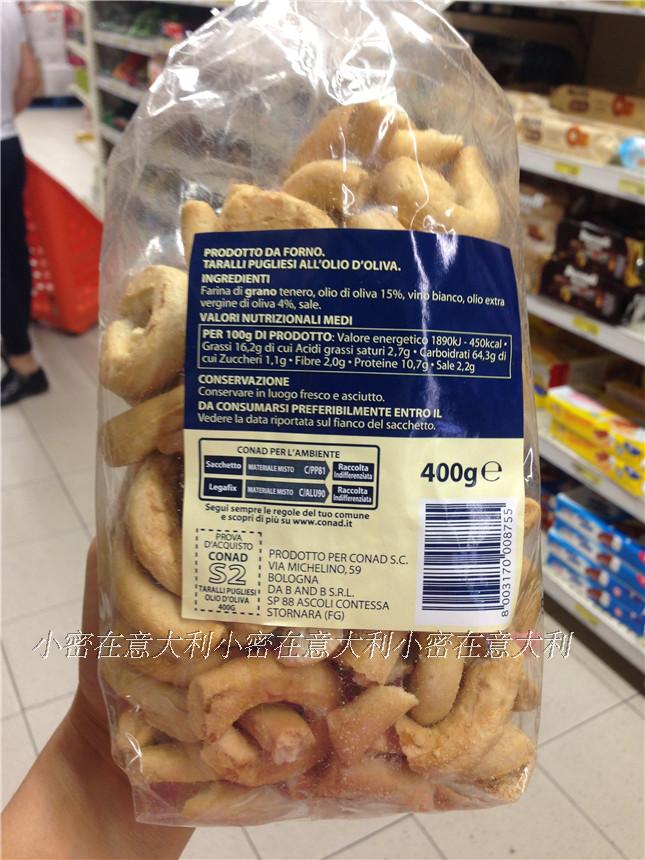 PRODOTTO DA FORNO.
TARALLI PUGLIESI ALL'OLIO D'OLIVA.
INGREDIENTI
Farina di grano tenero, olio di oliva 15%, vino bianco, olio extra
vergine di oliva 4%, sale.
VALORI NUTRIZIONALI MEDI
PER 100g DI PRODOTTO: Valore energetico 1890kJ - 450kcal •
Grassi 16,2g di cui Acidi grassi saturi 2,7g • Carboidrati 64,3g di
cui Zuccheri 1,1g • Fibre 2,0g • Proteine 10,7g • Sale 2,2g
CONSERVAZIONE
Conservare in luogo fresco e asciutto.
DA CONSUMARSI PREFERIBILMENTE ENTRO IL
Vedere la data riportata sul fianco del sacchetto.
CONAD PER L'AMBIENTE
Sacchetto MATERIALE MISTO C/PP81 Raccolta Indifferenziata
Legafix MATERIALE MISTO C/ALU90 Raccolta Indifferenziata
Segui sempre le regole del tuo comune
e scopri di più su www.conad.it
400g e
PROVA
D'ACQUISTO
CONAD
S2
TARALLI PUGLIESI
OLIO D'OLIVA
400G
PRODOTTO PER CONAD S.C.
VIA MICHELINO, 59
BOLOGNA
DA B AND B S.R.L.
SP 88 ASCOLI CONTESSA
STORNARA (FG)
8 003170 008755
小密在意大利小密在意大利小密在意大利